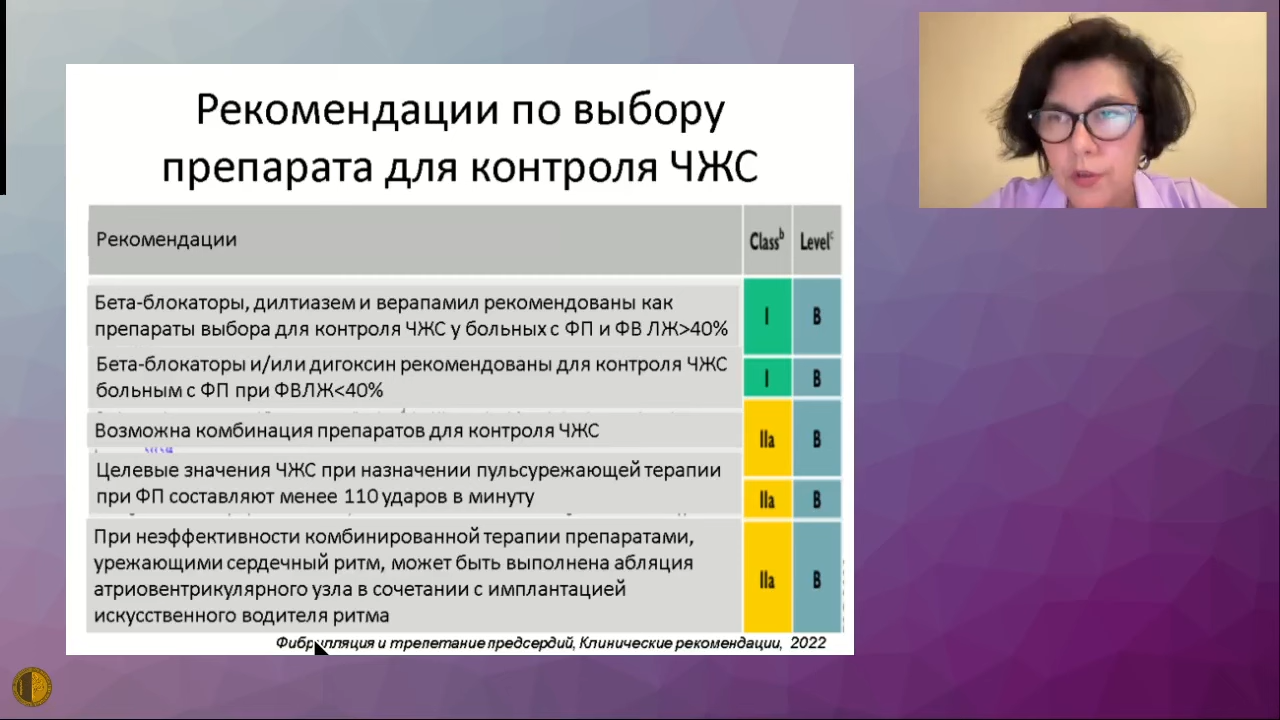 Рекомендации по выбору
препарата для контроля ЧЖС
Рекомендации
Classᵇ
Levelᶜ
Бета-блокаторы, дилтиазем и верапамил рекомендованы как
препараты выбора для контроля ЧЖС у больных с ФП и ФВ ЛЖ>40%
I
B
Бета-блокаторы и/или дигоксин рекомендованы для контроля ЧЖС
больным с ФП при ФВЛЖ<40%
I
B
Возможна комбинация препаратов для контроля ЧЖС
IIa
B
Целевые значения ЧЖС при назначении пульсурежающей терапии
при ФП составляют менее 110 ударов в минуту
IIa
B
При неэффективности комбинированной терапии препаратами,
урежающими сердечный ритм, может быть выполнена абляция
атриовентрикулярного узла в сочетании с имплантацией
искусственного водителя ритма
IIa
B
Фибрилляция и трепетание предсердий, Клинические рекомендации, 2022